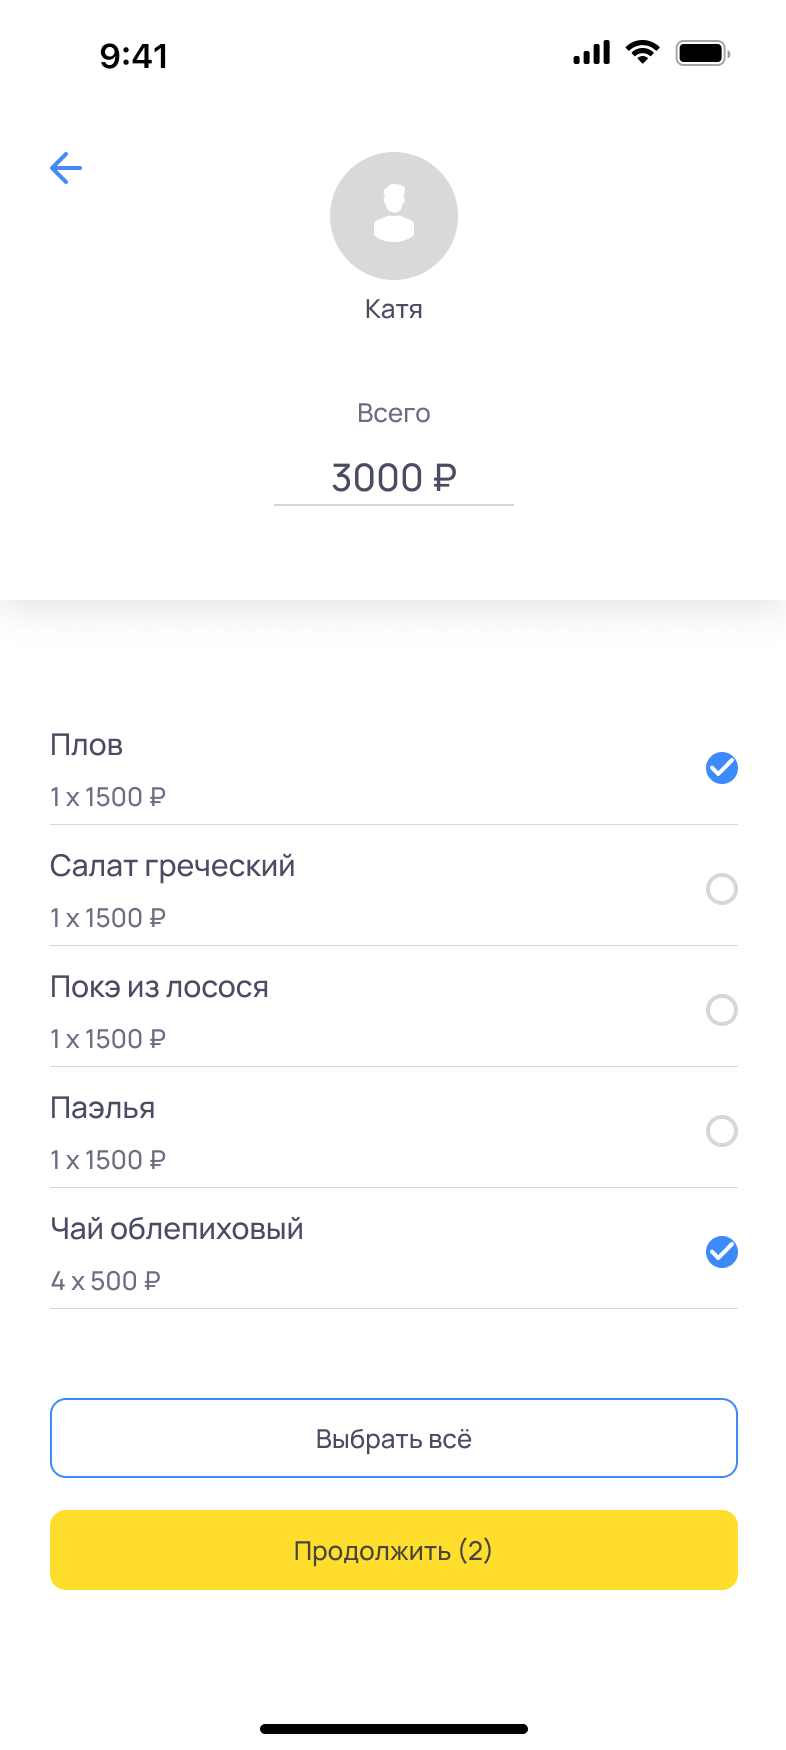 9:41
Катя
Всего
3000 ₽
Плов
1 x 1500 ₽
Салат греческий
1 x 1500 ₽
Покэ из лосося
1 x 1500 ₽
Паэлья
1 x 1500 ₽
Чай облепиховый
4 x 500 ₽
Выбрать всё
Продолжить (2)